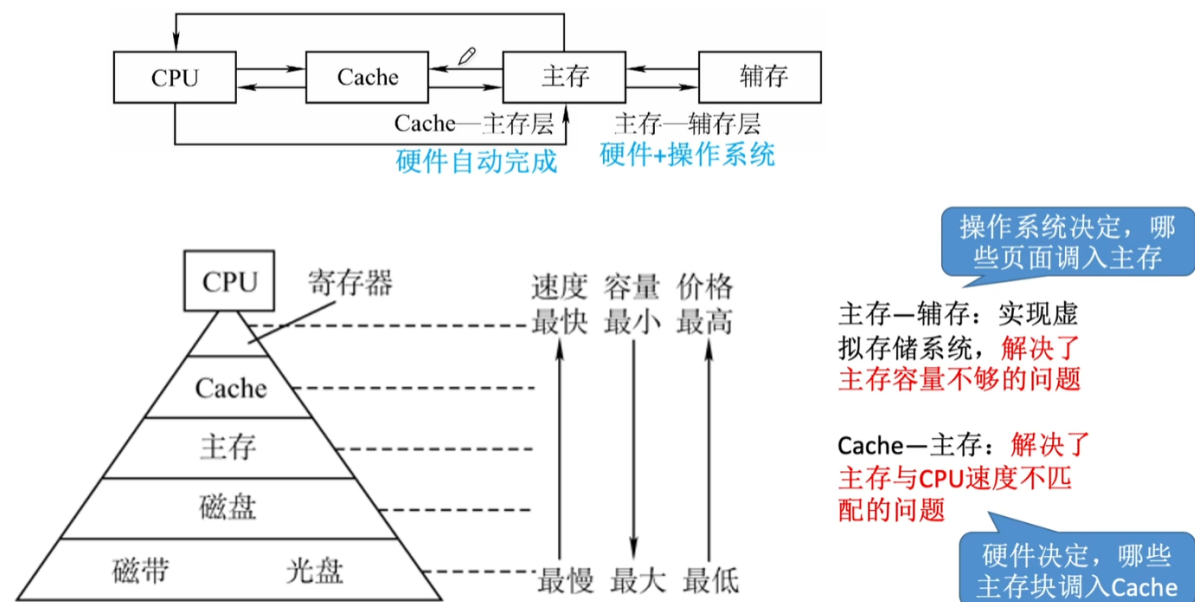 CPU
Cache
主存
辅存
Cache—主存层
主存—辅存层
硬件自动完成
硬件+操作系统
CPU
寄存器
Cache
主存
磁盘
磁带
光盘
速度 容量 价格
最快 最小 最高
最慢 最大 最低
操作系统决定，哪
些页面调入主存
主存—辅存：实现虚
拟存储系统，解决了
主存容量不够的问题
Cache—主存：解决了
主存与CPU速度不匹
配的问题
硬件决定，哪些
主存块调入Cache